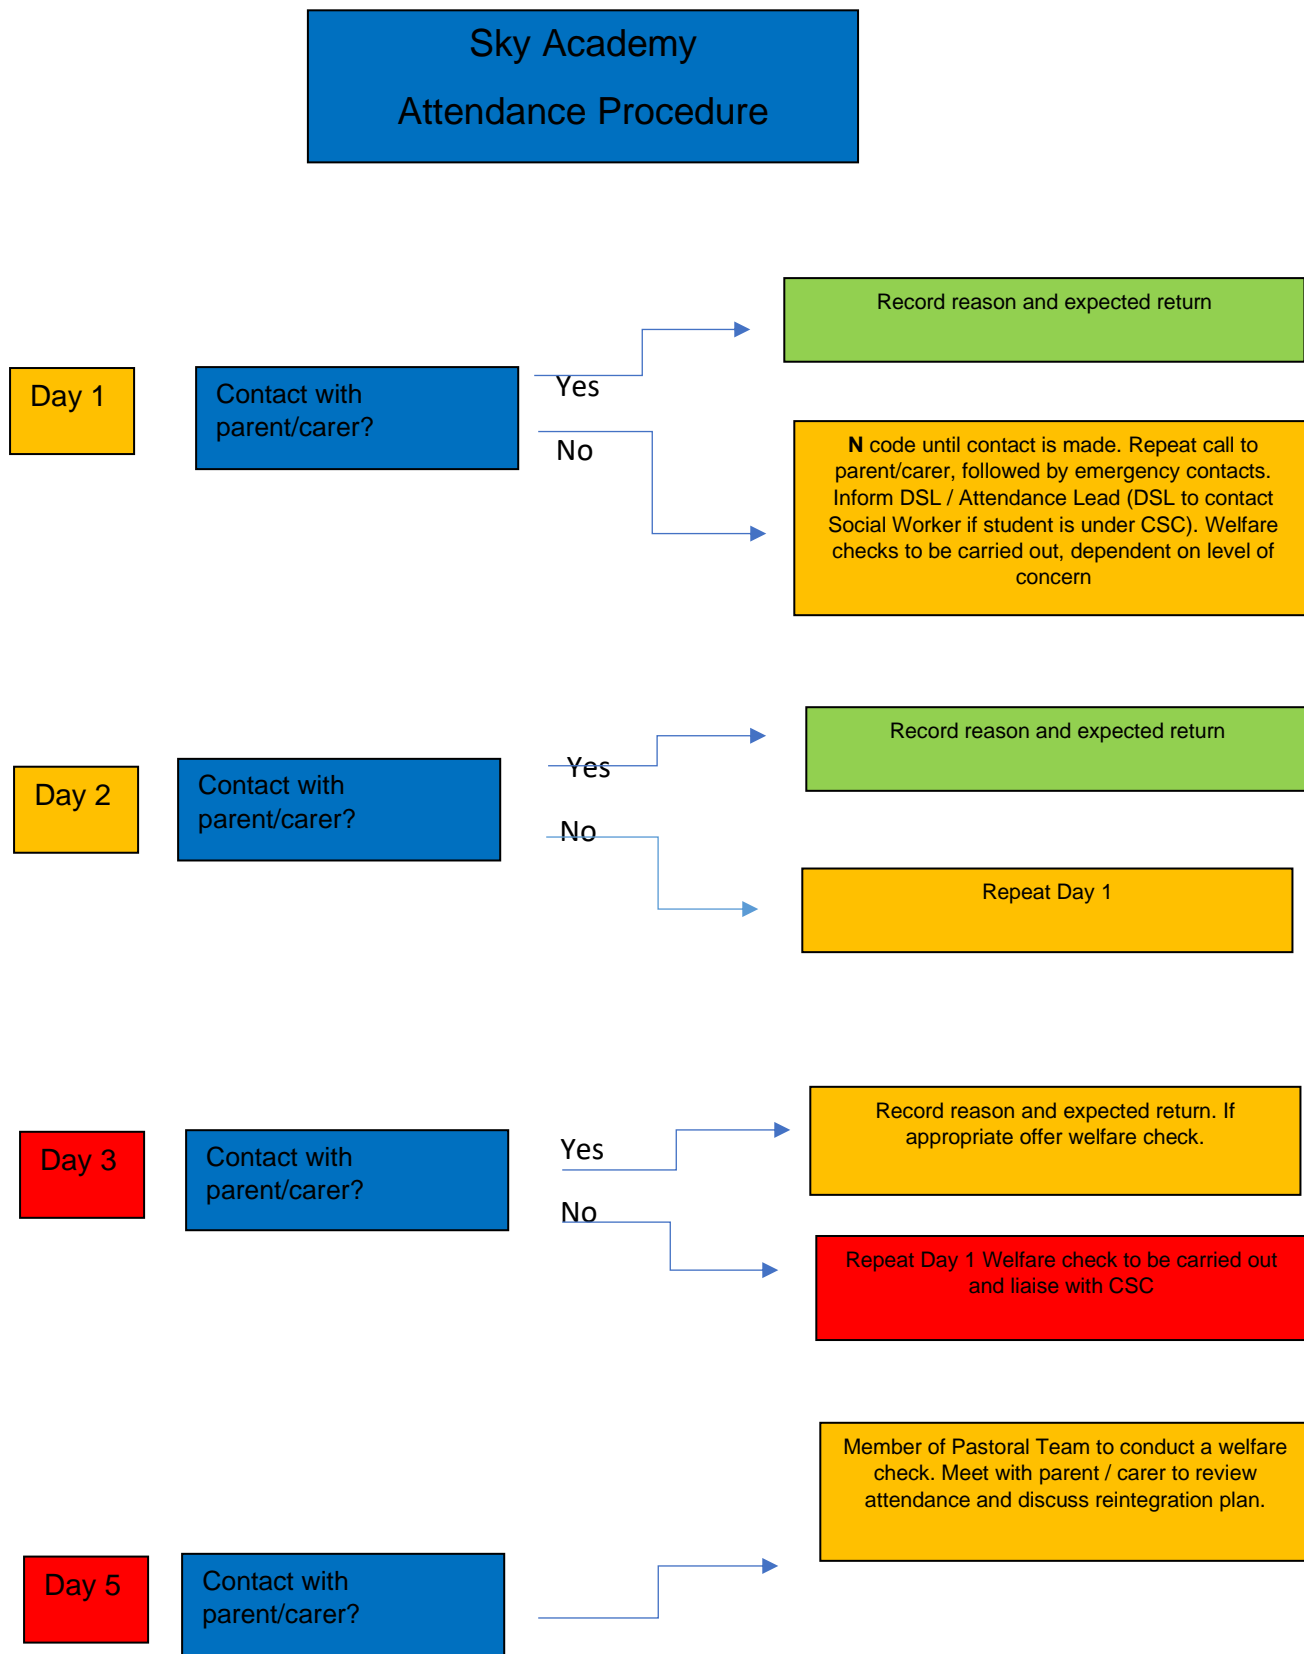 Sky Academy
Attendance Procedure
Record reason and expected return
Day 1
Contact with
parent/carer?
Yes
No
N code until contact is made. Repeat call to
parent/carer, followed by emergency contacts.
Inform DSL / Attendance Lead (DSL to contact
Social Worker if student is under CSC). Welfare
checks to be carried out, dependent on level of
concern
Record reason and expected return
Day 2
Contact with
parent/carer?
Yes
No
Repeat Day 1
Record reason and expected return. If
appropriate offer welfare check.
Day 3
Contact with
parent/carer?
Yes
No
Repeat Day 1 Welfare check to be carried out
and liaise with CSC
Member of Pastoral Team to conduct a welfare
check. Meet with parent / carer to review
attendance and discuss reintegration plan.
Day 5
Contact with
parent/carer?